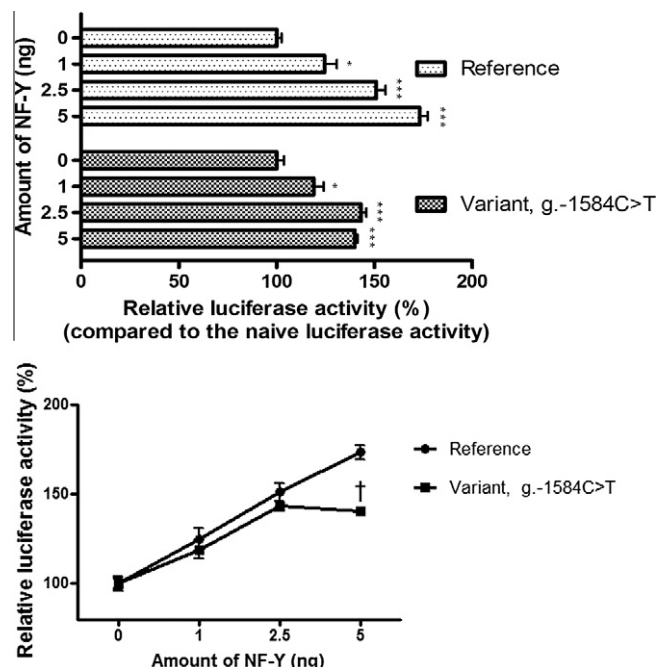 Amount of NF-Y (ng)
0
1
*
2.5
***
5
***
0
1
*
2.5
***
5
***
Reference
Variant, g.-1584C>T
0 50 100 150 200
Relative luciferase activity (%)
(compared to the naive luciferase activity)
Relative luciferase activity (%)
200
150
100
†
0 1 2.5 5
Amount of NF-Y (ng)
Reference
Variant, g.-1584C>T